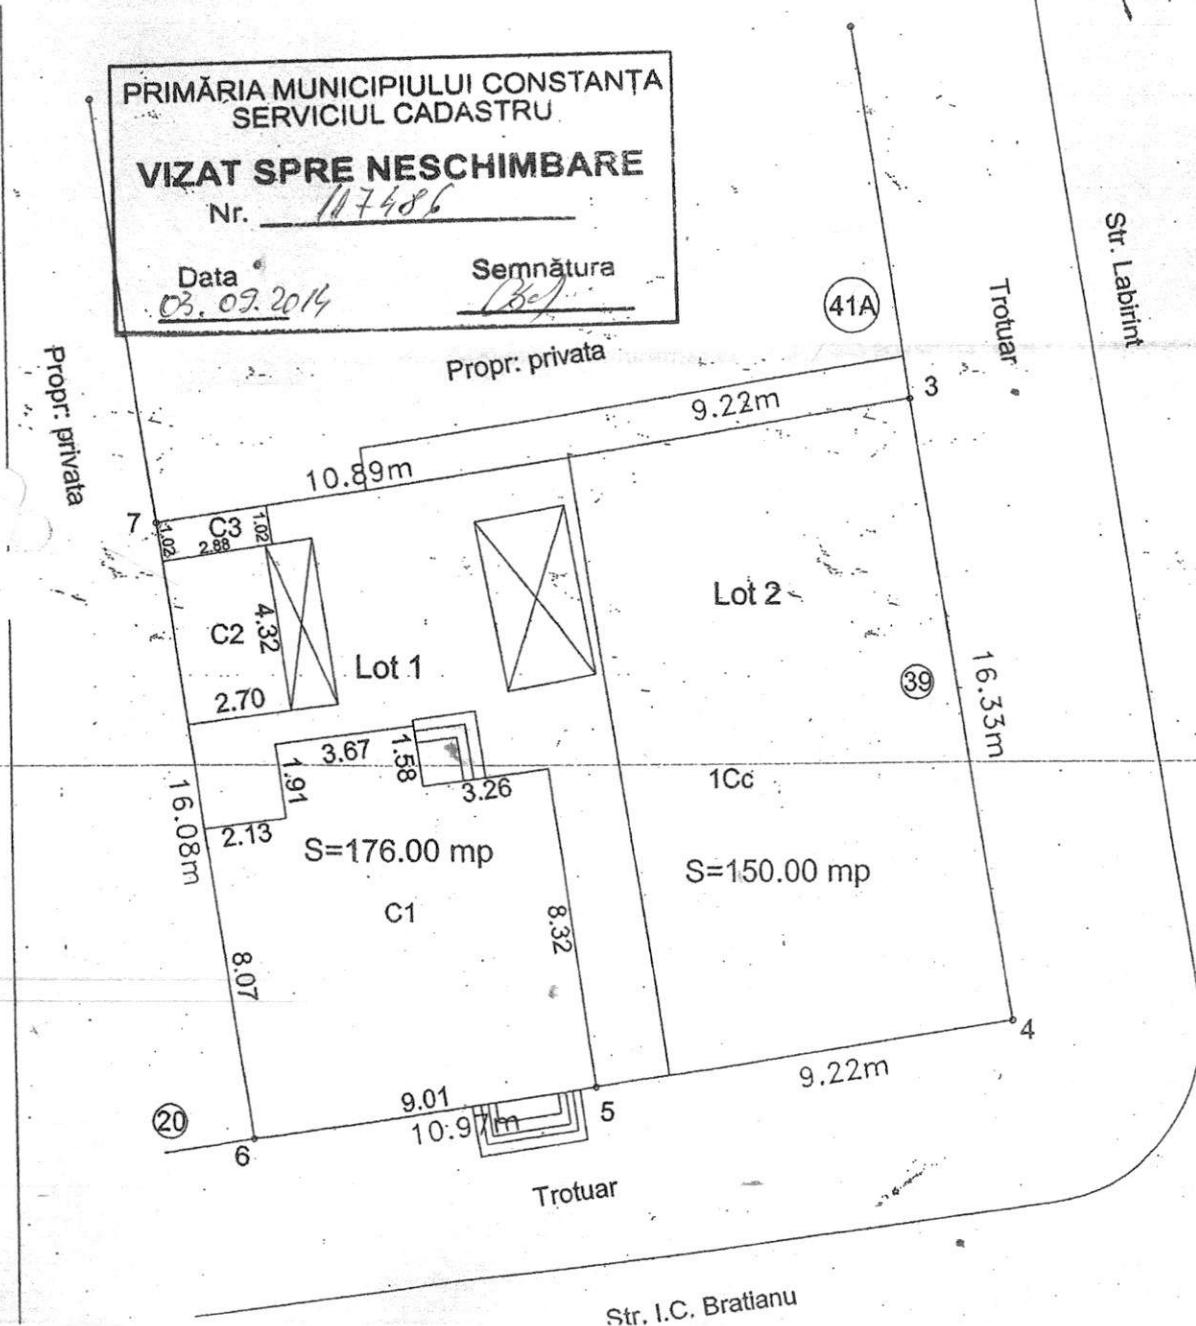 PRIMĂRIA MUNICIPIULUI CONSTANȚA
SERVICIUL CADASTRU
VIZAT SPRE NESCHIMBARE
Nr. 117486
Data
Semnătura
03.09.2014
Propr: privata
Propr: privata
41A
Trotuar
Str. Labirint
3
9.22m
10.89m
7
C3
1.02
1.02
2.88
C2
4.32
2.70
Lot 1
Lot 2
39
16.33m
3.67
1.58
1.91
3.26
2.13
16.08m
1Cc
S=176.00 mp
S=150.00 mp
C1
8.32
8.07
4
9.22m
9.01
10.97m
5
20
6
Trotuar
Str. I.C. Bratianu